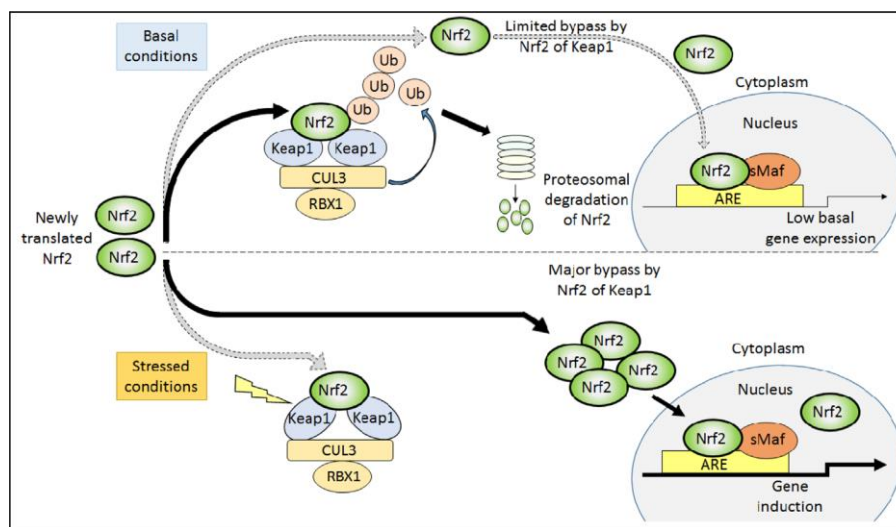 Basal
conditions
Nrf2
Limited bypass by
Nrf2 of Keap1
Nrf2
Cytoplasm
Ub
Ub
Ub
Ub
Nrf2
Keap1
Keap1
CUL3
RBX1
Proteosomal
degradation
of Nrf2
Nucleus
Nrf2
sMaf
ARE
Low basal
gene expression
Newly
translated
Nrf2
Nrf2
Nrf2
Major bypass by
Nrf2 of Keap1
Stressed
conditions
Nrf2
Keap1
Keap1
CUL3
RBX1
Nrf2
Nrf2
Nrf2
Nrf2
Cytoplasm
Nucleus
Nrf2
Nrf2
sMaf
ARE
Gene
induction